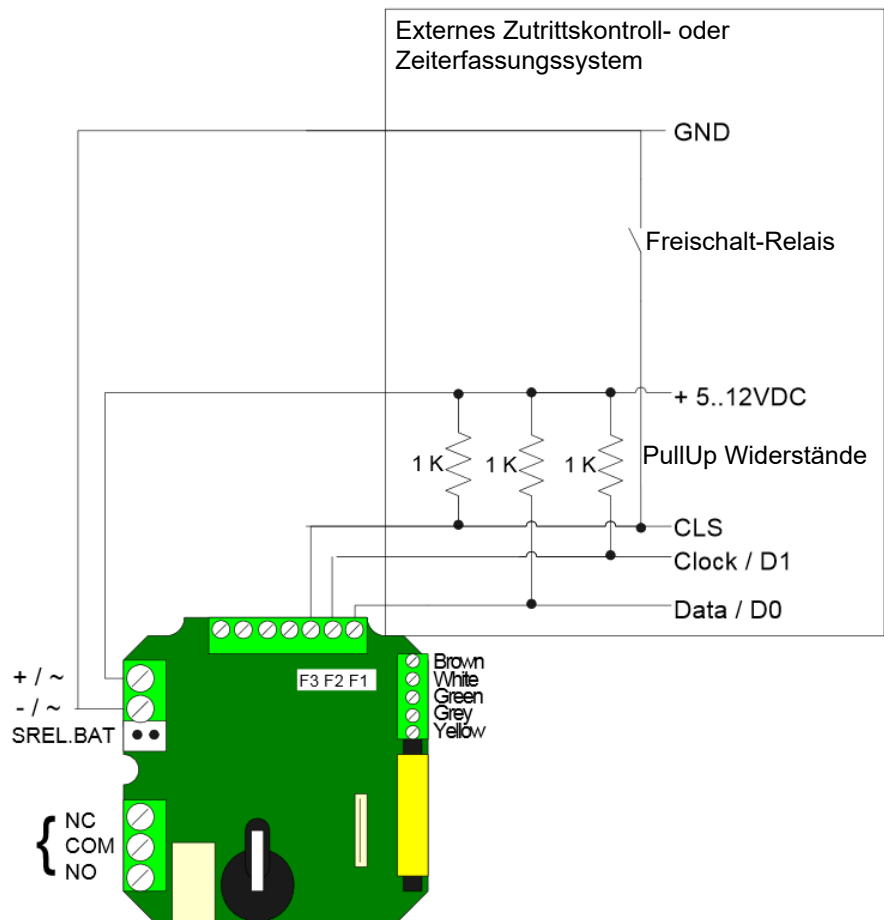 Externes Zutrittskontroll- oder
Zeiterfassungssystem
GND
Freischalt-Relais
+ 5..12VDC
1 K
1 K
1 K
PullUp Widerstände
CLS
Clock / D1
Data / D0
F3 F2 F1
Brown
White
Green
Grey
Yellow
+ / ~
- / ~
SREL.BAT
{ NC
COM
NO